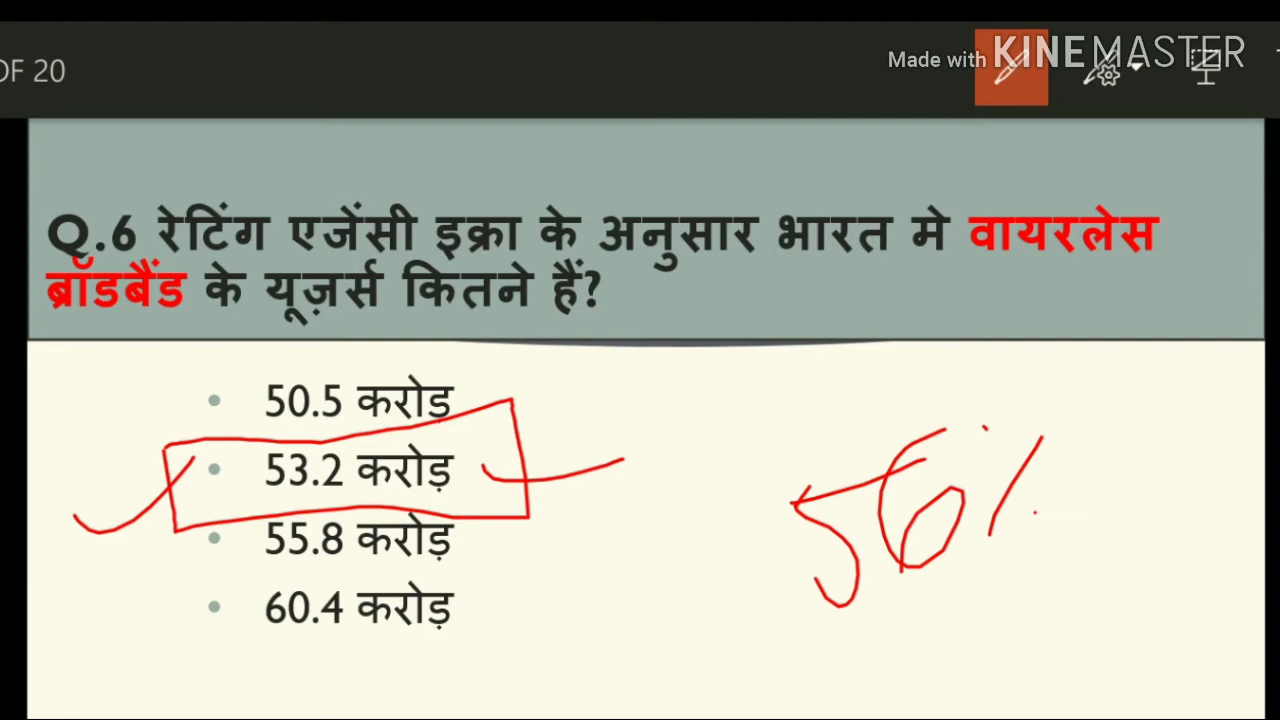 Made with KINEMASTER
OF 20
Q.6 रेटिंग एजेंसी इक्रा के अनुसार भारत मे वायरलेस
ब्रॉडबैंड के यूज़र्स कितने हैं?
• 50.5 करोड़
• 53.2 करोड़
• 55.8 करोड़
• 60.4 करोड़
56%